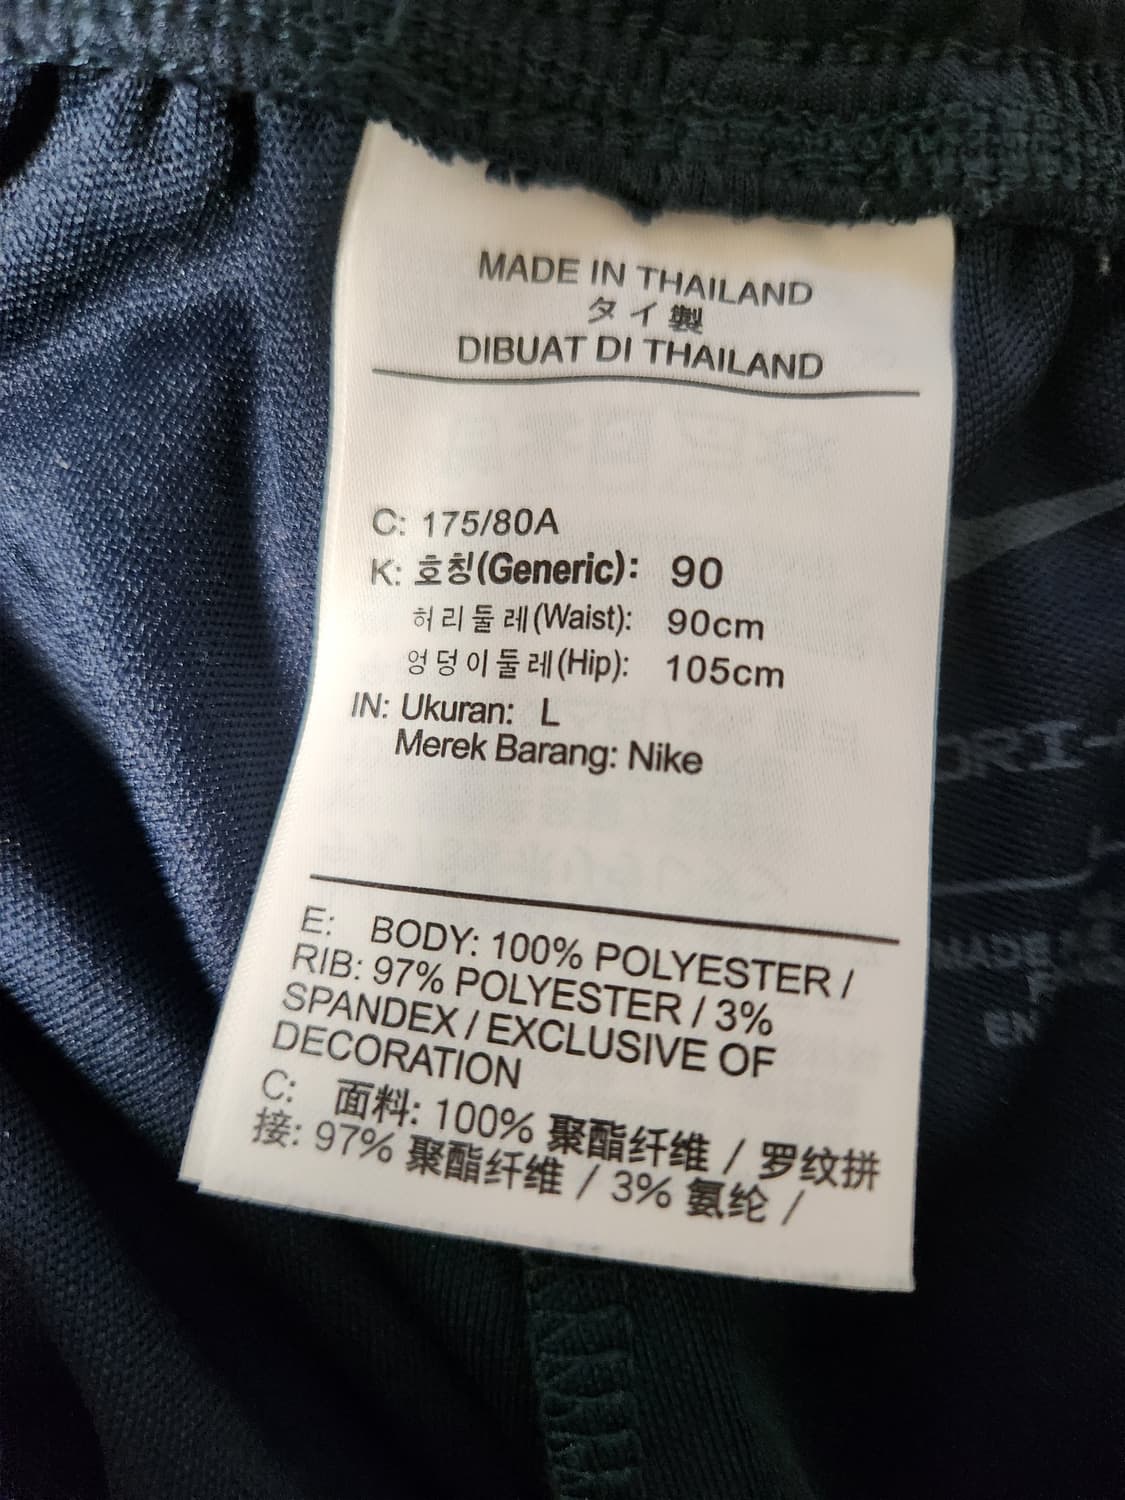 MADE IN THAILAND
タイ製
DIBUAT DI THAILAND
C: 175/80A
K: 호칭(Generic): 90
허리둘레(Waist): 90cm
엉덩이둘레(Hip): 105cm
IN: Ukuran: L
Merek Barang: Nike
E: BODY: 100% POLYESTER /
RIB: 97% POLYESTER / 3%
SPANDEX / EXCLUSIVE OF
DECORATION
C: 面料: 100% 聚酯纤维 / 罗纹拼
接: 97% 聚酯纤维 / 3% 氨纶 /
DRI-